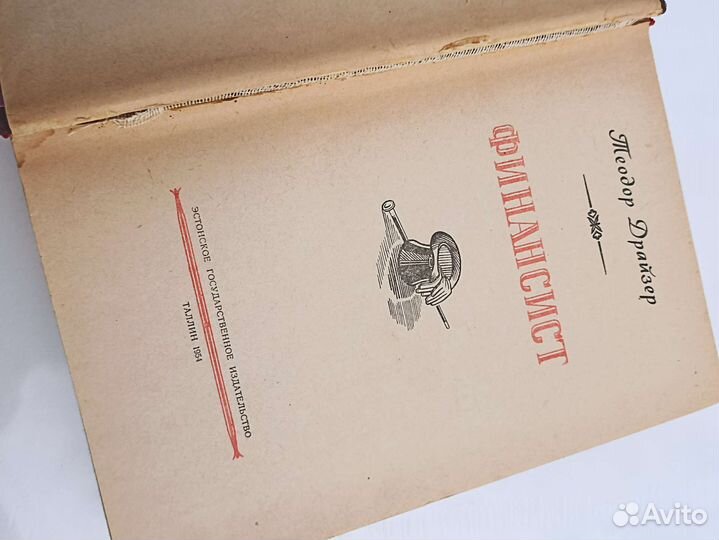 Теодор Драйзер
ФИНАНСИСТ
ЭСТОНСКОЕ ГОСУДАРСТВЕННОЕ ИЗДАТЕЛЬСТВО
ТАЛЛИН 1954
Avito